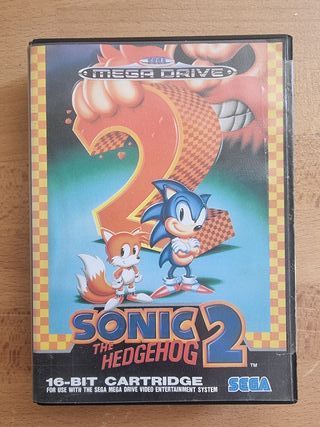 SEGA
MEGA DRIVE
2
SONIC
THE
HEDGEHOG 2
TM
16-BIT CARTRIDGE
FOR USE WITH THE SEGA MEGA DRIVE VIDEO ENTERTAINMENT SYSTEM
SEGA